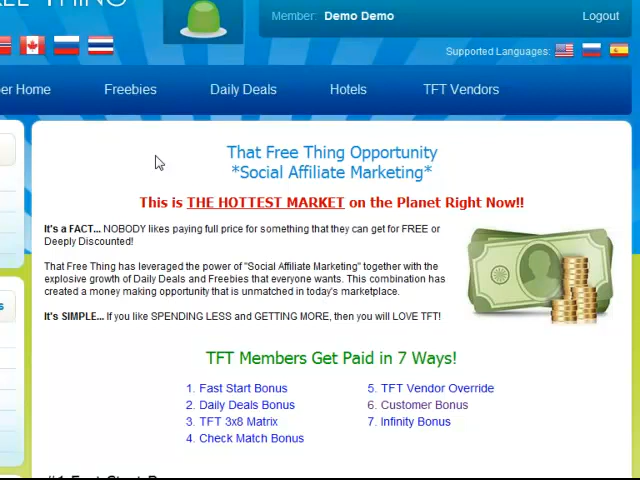 Member: Demo Demo
Logout
Supported Languages:
Home
Freebies
Daily Deals
Hotels
TFT Vendors
That Free Thing Opportunity
*Social Affiliate Marketing*
This is THE HOTTEST MARKET on the Planet Right Now!!
It's a FACT... NOBODY likes paying full price for something that they can get for FREE or
Deeply Discounted!
That Free Thing has leveraged the power of "Social Affiliate Marketing" together with the
explosive growth of Daily Deals and Freebies that everyone wants. This combination has
created a money making opportunity that is unmatched in today's marketplace.
It's SIMPLE... If you like SPENDING LESS and GETTING MORE, then you will LOVE TFT!
TFT Members Get Paid in 7 Ways!
1. Fast Start Bonus
2. Daily Deals Bonus
3. TFT 3x8 Matrix
4. Check Match Bonus
5. TFT Vendor Override
6. Customer Bonus
7. Infinity Bonus